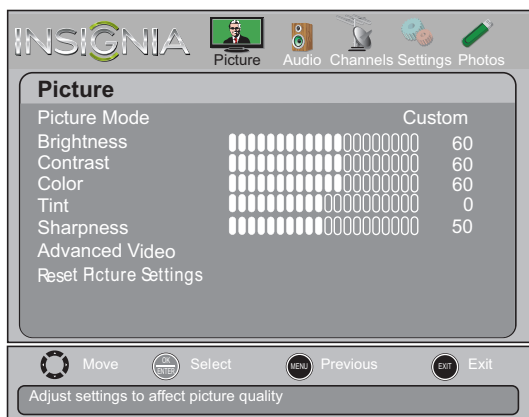 INSIGNIA
Picture Audio Channels Settings Photos
Picture
Picture Mode Custom
Brightness 60
Contrast 60
Color 60
Tint 0
Sharpness 50
Advanced Video
Reset Picture Settings
Move OK ENTER Select MENU Previous EXIT Exit
Adjust settings to affect picture quality